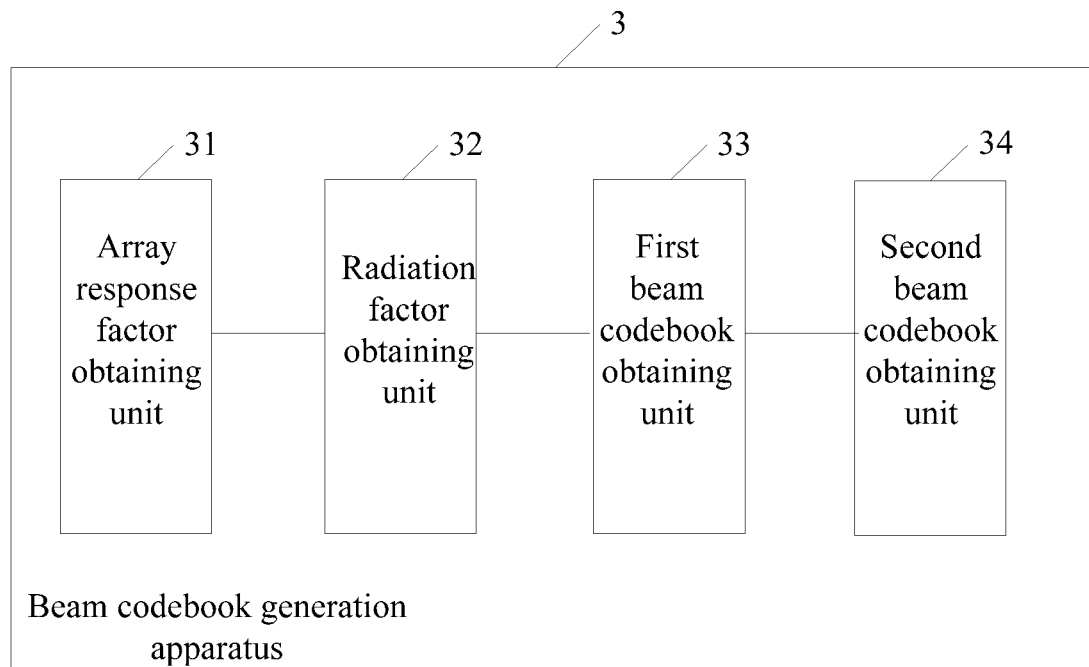 3
31
32
33
34
Array
response
factor
obtaining
unit
Radiation
factor
obtaining
unit
First
beam
codebook
obtaining
unit
Second
beam
codebook
obtaining
unit
Beam codebook generation
apparatus